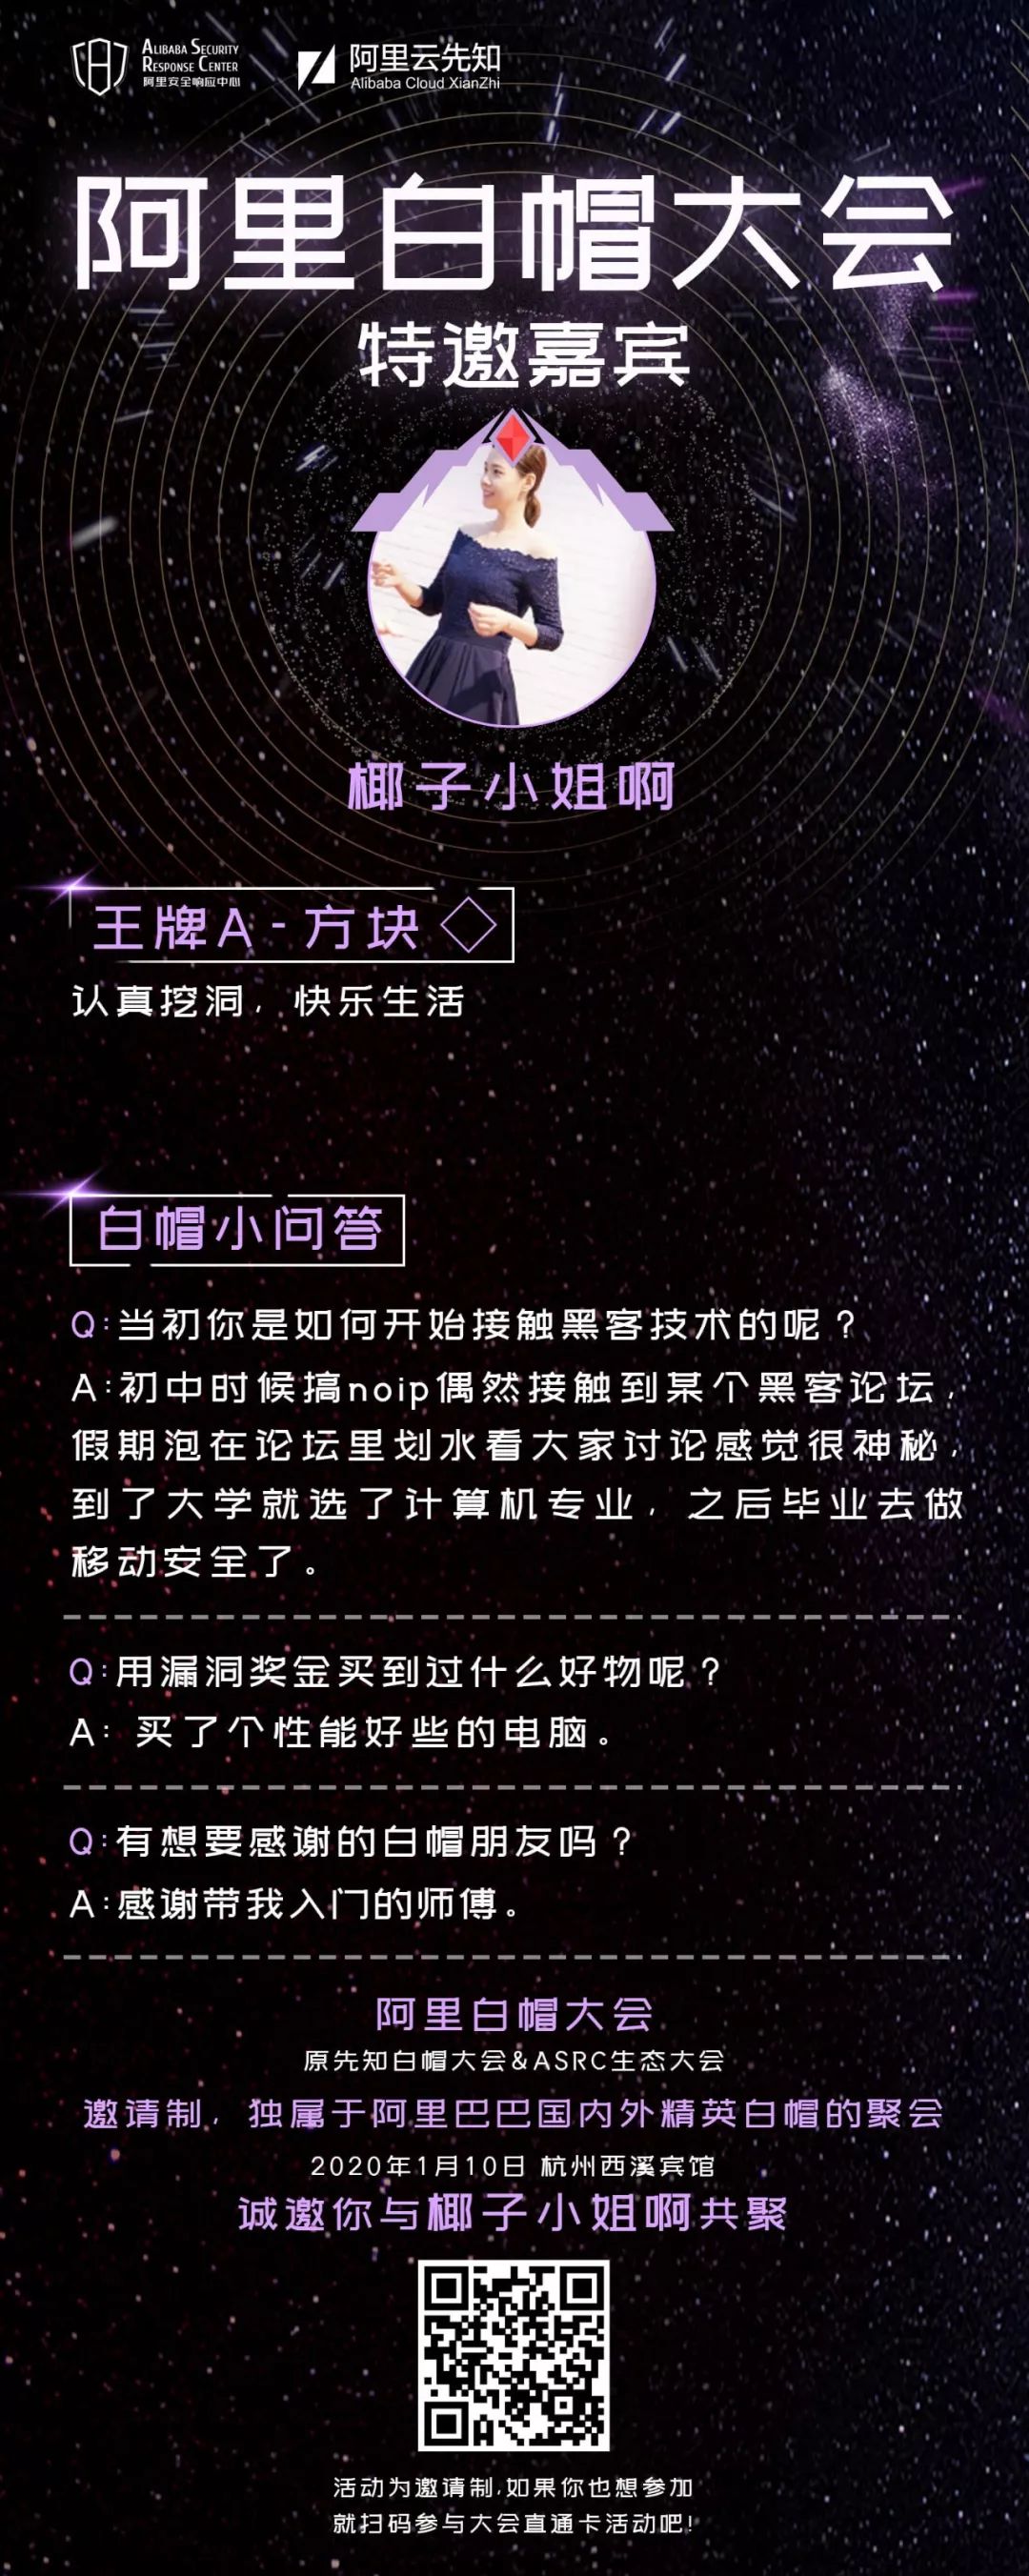 ALIBABA SECURITY
RESPONSE CENTER
阿里安全响应中心
阿里云先知
Alibaba Cloud XianZhi
阿里白帽大会
特邀嘉宾
椰子小姐啊
王牌A-方块
认真挖洞，快乐生活
白帽小问答
Q:当初你是如何开始接触黑客技术的呢？
A:初中时候搞noip偶然接触到某个黑客论坛，
假期泡在论坛里划水看大家讨论感觉很神秘，
到了大学就选了计算机专业，之后毕业去做
移动安全了。
Q:用漏洞奖金买到过什么好物呢？
A: 买了个性能好些的电脑。
Q:有想要感谢的白帽朋友吗？
A:感谢带我入门的师傅。
阿里白帽大会
原先知白帽大会&ASRC生态大会
邀请制，独属于阿里巴巴国内外精英白帽的聚会
2020年1月10日 杭州西溪宾馆
诚邀你与椰子小姐啊共聚
活动为邀请制,如果你也想参加
就扫码参与大会直通卡活动吧!